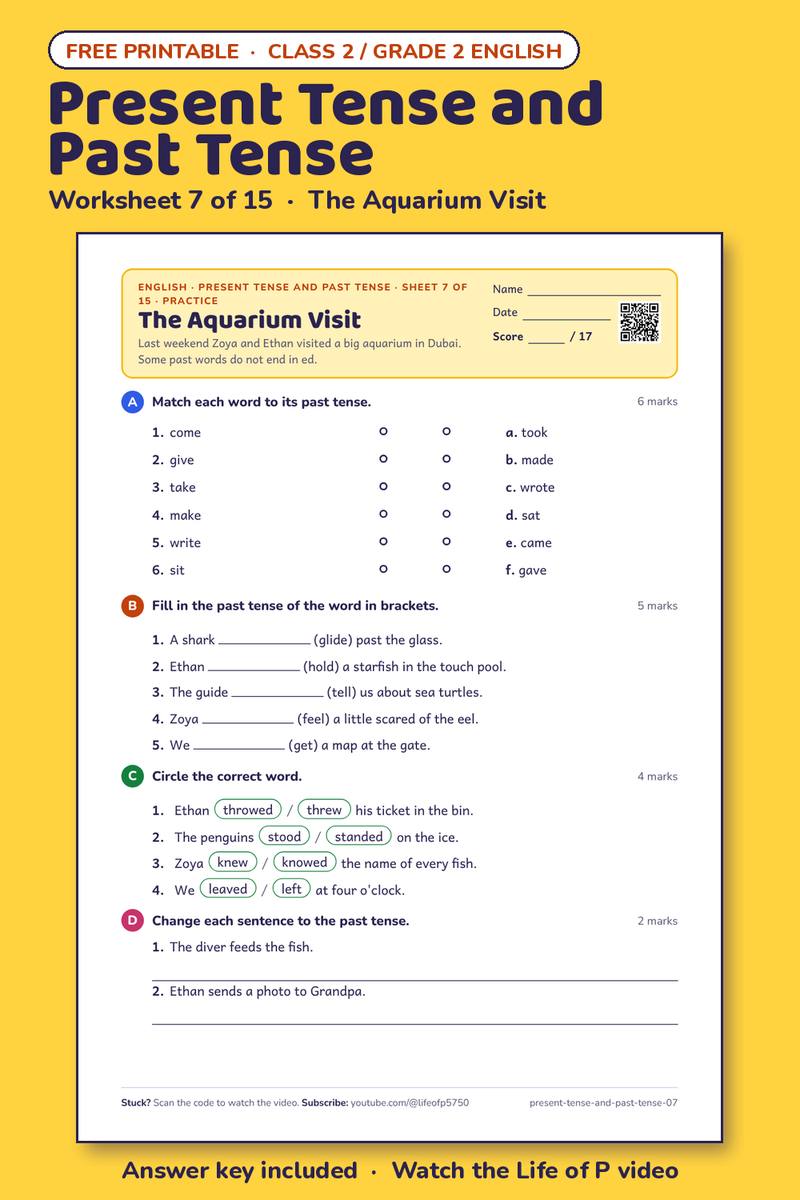 FREE PRINTABLE · CLASS 2 / GRADE 2 ENGLISH
Present Tense and
Past Tense
Worksheet 7 of 15 · The Aquarium Visit
ENGLISH · PRESENT TENSE AND PAST TENSE · SHEET 7 OF
15 · PRACTICE
The Aquarium Visit
Last weekend Zoya and Ethan visited a big aquarium in Dubai.
Some past words do not end in ed.
Name
Date
Score / 17
A Match each word to its past tense. 6 marks
1. come a. took
2. give b. made
3. take c. wrote
4. make d. sat
5. write e. came
6. sit f. gave
B Fill in the past tense of the word in brackets. 5 marks
1. A shark ____________ (glide) past the glass.
2. Ethan ____________ (hold) a starfish in the touch pool.
3. The guide ____________ (tell) us about sea turtles.
4. Zoya ____________ (feel) a little scared of the eel.
5. We ____________ (get) a map at the gate.
C Circle the correct word. 4 marks
1. Ethan throwed / threw his ticket in the bin.
2. The penguins stood / standed on the ice.
3. Zoya knew / knowed the name of every fish.
4. We leaved / left at four o'clock.
D Change each sentence to the past tense. 2 marks
1. The diver feeds the fish.
2. Ethan sends a photo to Grandpa.
Stuck? Scan the code to watch the video. Subscribe: youtube.com/@lifeofp5750 present-tense-and-past-tense-07
Answer key included · Watch the Life of P video